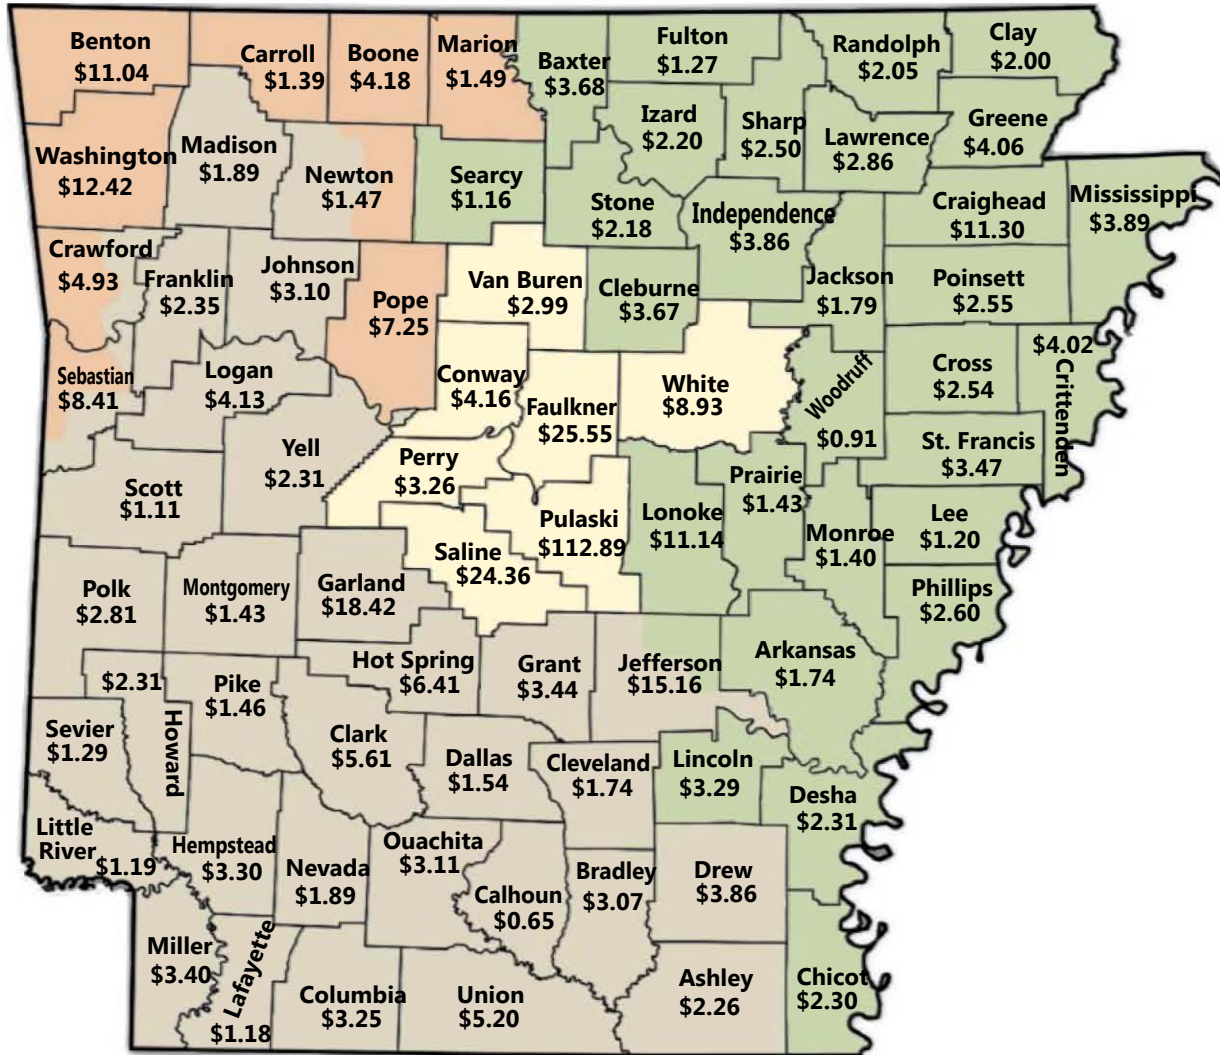 Benton
$11.04
Carroll
$1.39
Boone
$4.18
Marion
$1.49
Baxter
$3.68
Fulton
$1.27
Randolph
$2.05
Clay
$2.00
Washington
$12.42
Madison
$1.89
Newton
$1.47
Searcy
$1.16
Izard
$2.20
Sharp
$2.50
Lawrence
$2.86
Greene
$4.06
Stone
$2.18
Independence
$3.86
Craighead
$11.30
Mississippi
$3.89
Crawford
$4.93
Franklin
$2.35
Johnson
$3.10
Pope
$7.25
Van Buren
$2.99
Cleburne
$3.67
Jackson
$1.79
Poinsett
$2.55
Sebastian
$8.41
Logan
$4.13
Conway
$4.16
Faulkner
$25.55
White
$8.93
Woodruff
$0.91
Cross
$2.54
$4.02
Crittenden
Yell
$2.31
Perry
$3.26
Scott
$1.11
St. Francis
$3.47
Prairie
$1.43
Lonoke
$11.14
Pulaski
$112.89
Saline
$24.36
Monroe
$1.40
Lee
$1.20
Polk
$2.81
Montgomery
$1.43
Garland
$18.42
Phillips
$2.60
Hot Spring
$6.41
Grant
$3.44
Jefferson
$15.16
Arkansas
$1.74
$2.31
Howard
Pike
$1.46
Sevier
$1.29
Clark
$5.61
Dallas
$1.54
Cleveland
$1.74
Lincoln
$3.29
Desha
$2.31
Little
River
$1.19
Hempstead
$3.30
Nevada
$1.89
Ouachita
$3.11
Calhoun
$0.65
Bradley
$3.07
Drew
$3.86
Miller
$3.40
Lafayette
$1.18
Columbia
$3.25
Union
$5.20
Ashley
$2.26
Chicot
$2.30